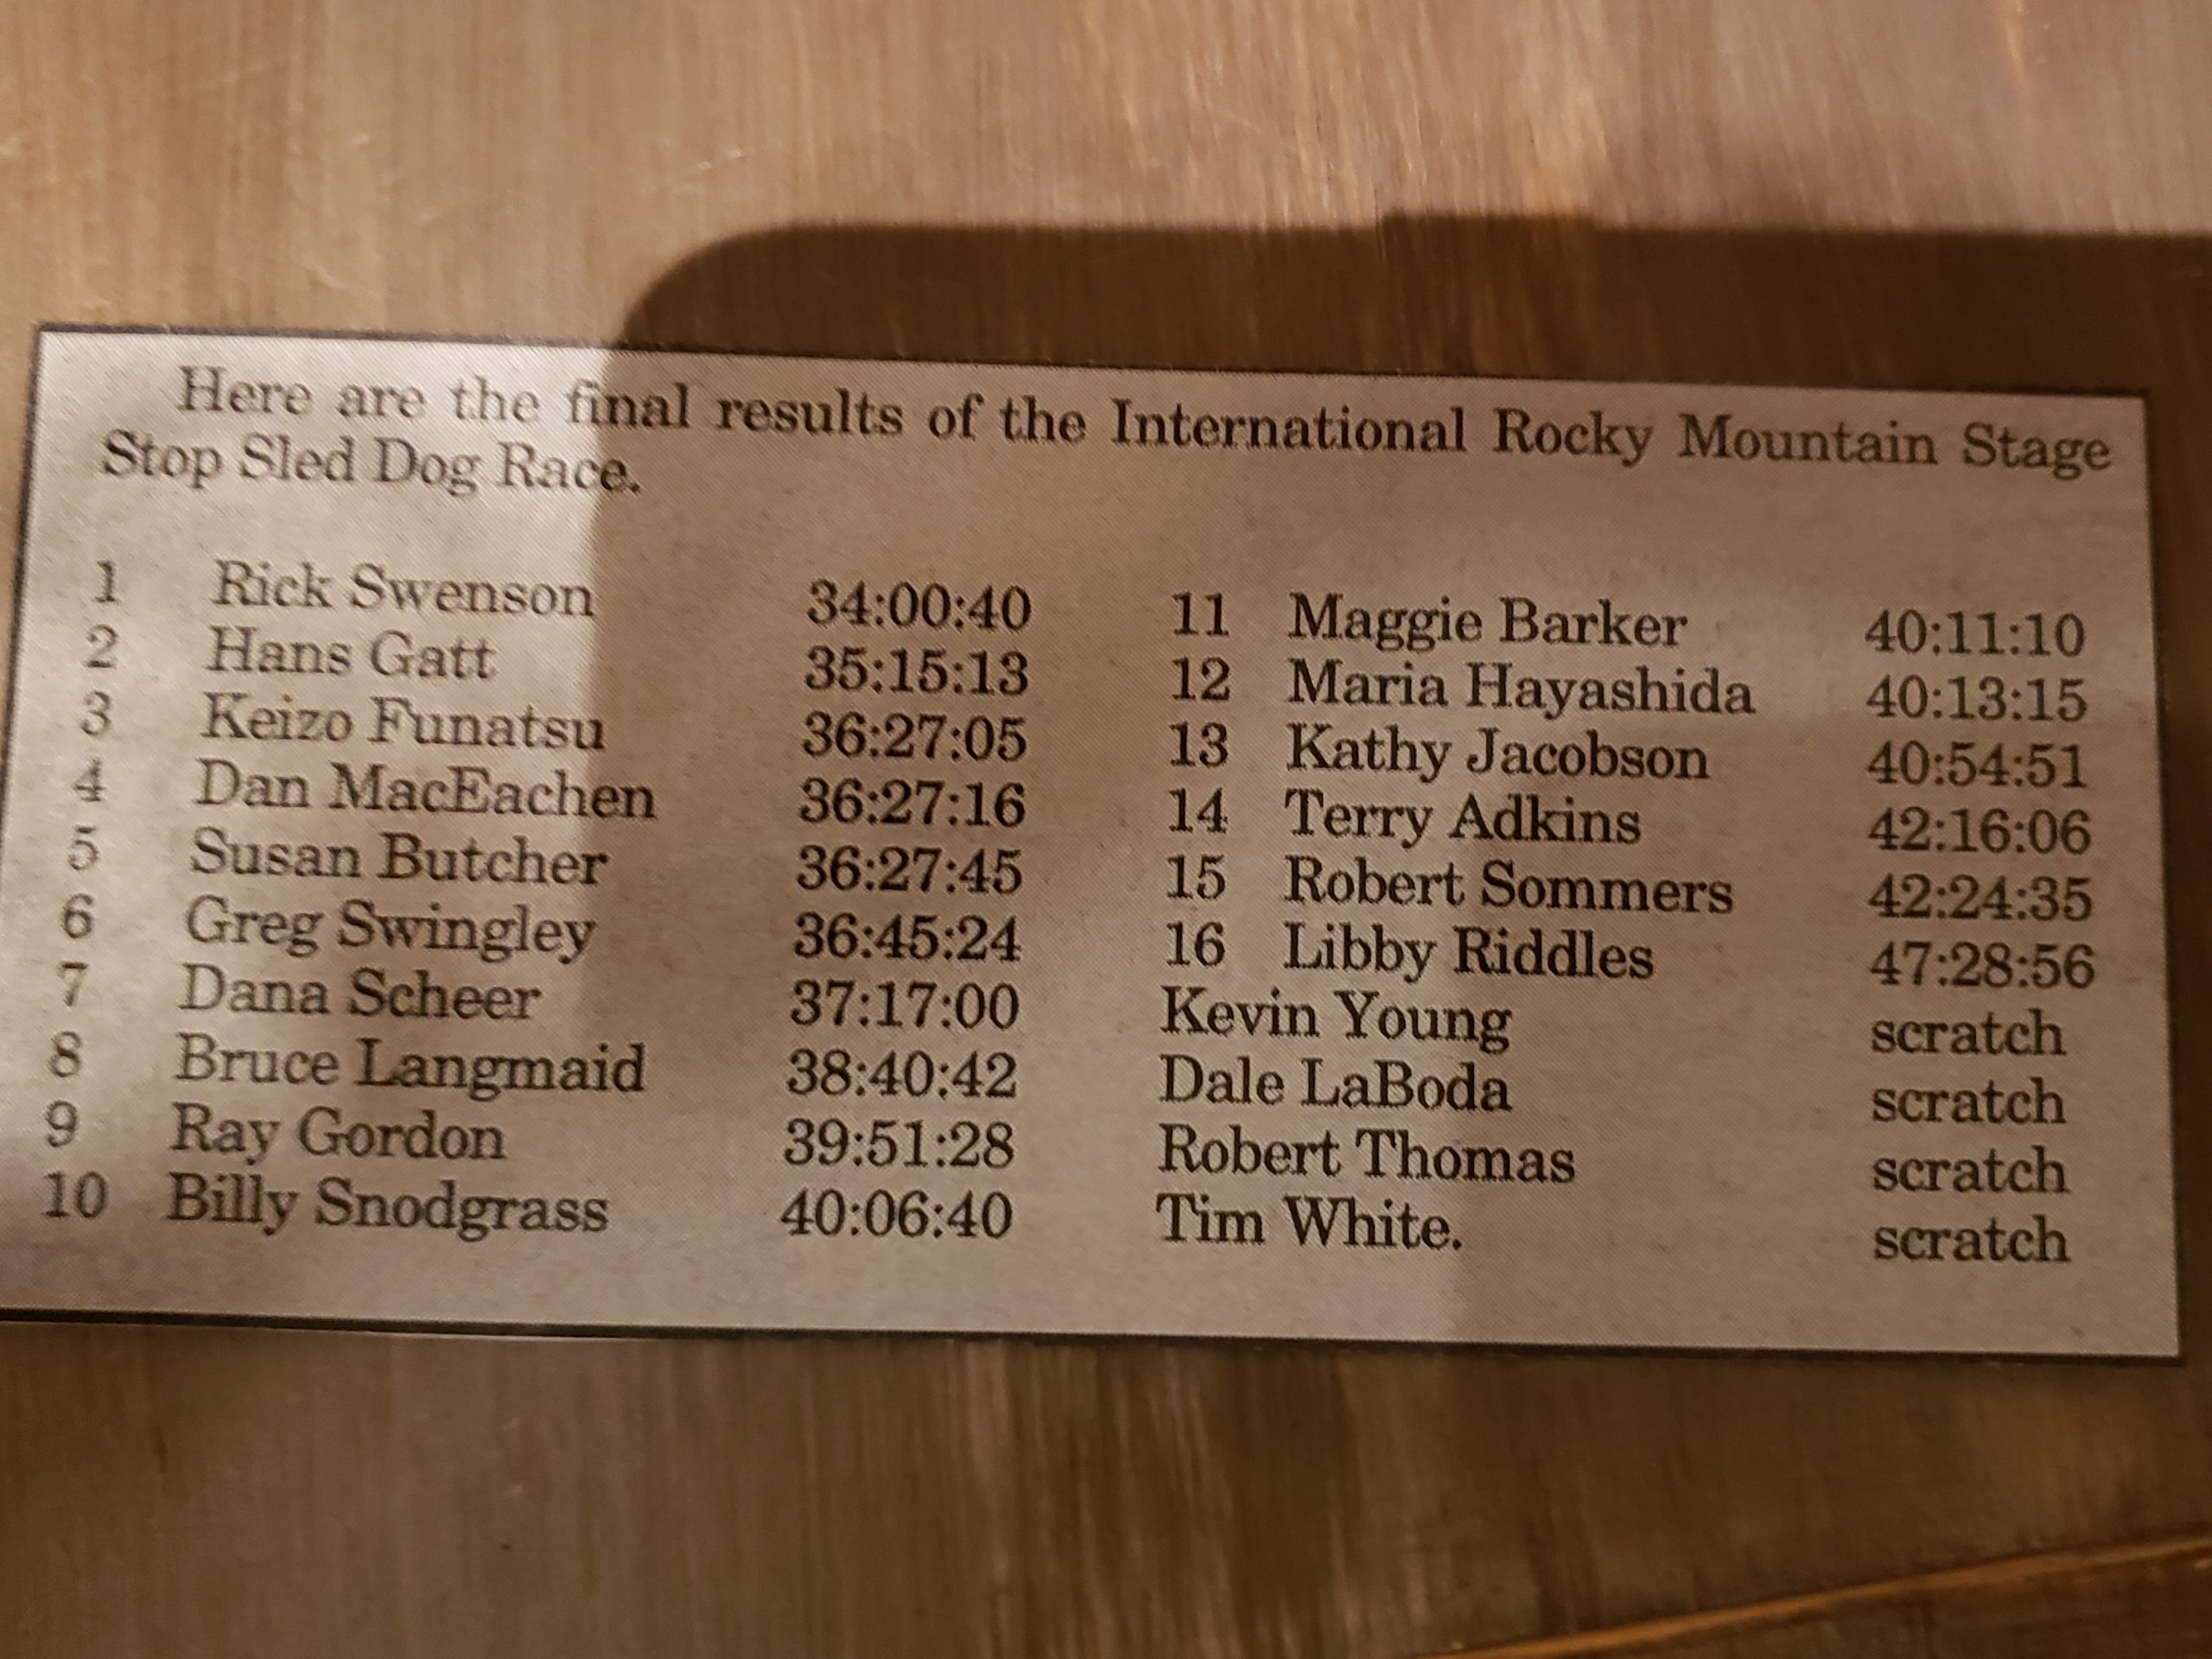 Here are the final results of the International Rocky Mountain Stage
Stop Sled Dog Race.
1 Rick Swenson 34:00:40
2 Hans Gatt 35:15:13
3 Keizo Funatsu 36:27:05
4 Dan MacEachen 36:27:16
5 Susan Butcher 36:27:45
6 Greg Swingley 36:45:24
7 Dana Scheer 37:17:00
8 Bruce Langmaid 38:40:42
9 Ray Gordon 39:51:28
10 Billy Snodgrass 40:06:40
11 Maggie Barker 40:11:10
12 Maria Hayashida 40:13:15
13 Kathy Jacobson 40:54:51
14 Terry Adkins 42:16:06
15 Robert Sommers 42:24:35
16 Libby Riddles 47:28:56
Kevin Young scratch
Dale LaBoda scratch
Robert Thomas scratch
Tim White. scratch